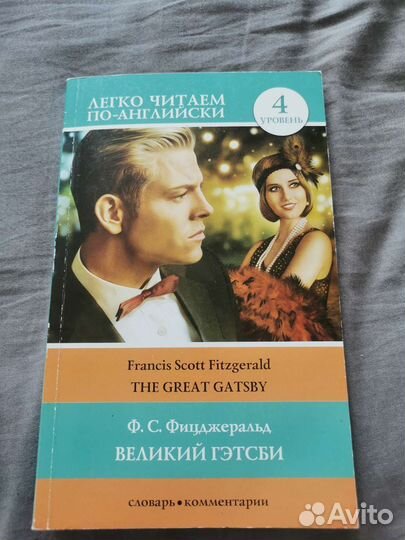 ЛЕГКО ЧИТАЕМ
ПО-АНГЛИЙСКИ
4
УРОВЕНЬ
Francis Scott Fitzgerald
THE GREAT GATSBY
Ф. С. Фицджеральд
ВЕЛИКИЙ ГЭТСБИ
словарь • комментарии
Avito